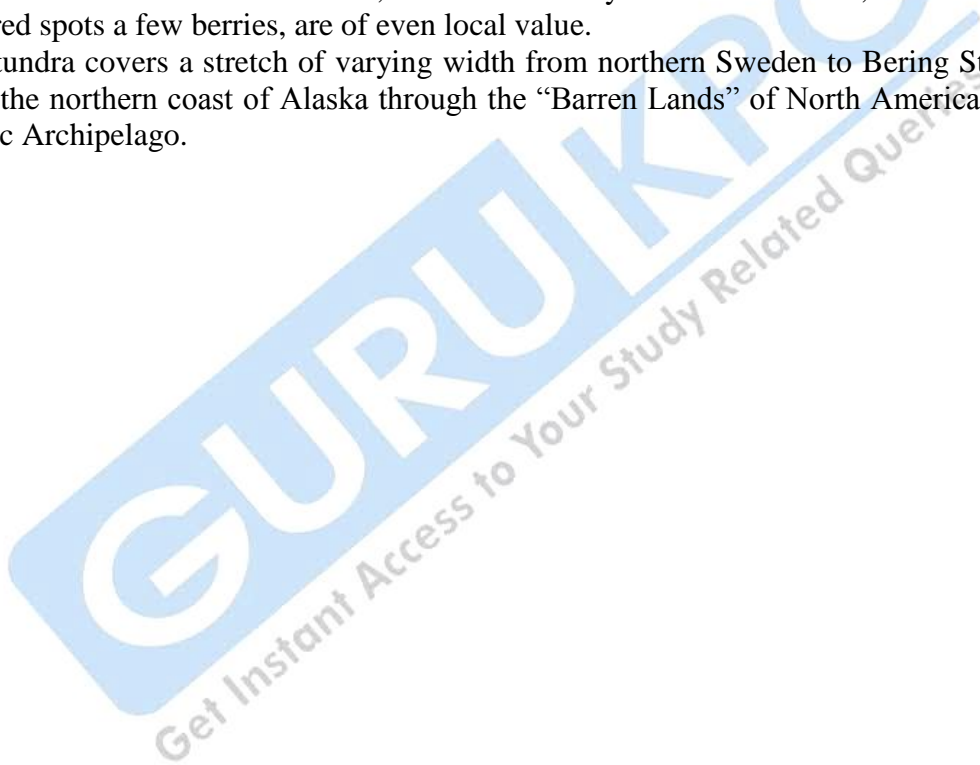 red spots a few berries, are of even local value.
tundra covers a stretch of varying width from northern Sweden to Bering St
the northern coast of Alaska through the “Barren Lands” of North America
c Archipelago.
GURUKPO
Get Instant Access to Your Study Related Queries